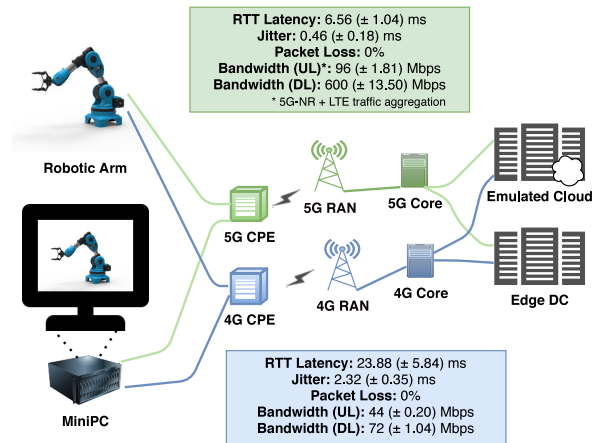 RTT Latency: 6.56 (± 1.04) ms
Jitter: 0.46 (± 0.18) ms
Packet Loss: 0%
Bandwidth (UL)*: 96 (± 1.81) Mbps
Bandwidth (DL): 600 (± 13.50) Mbps
* 5G-NR + LTE traffic aggregation
Robotic Arm
5G CPE
5G RAN
5G Core
Emulated Cloud
4G CPE
4G RAN
4G Core
Edge DC
MiniPC
RTT Latency: 23.88 (± 5.84) ms
Jitter: 2.32 (± 0.35) ms
Packet Loss: 0%
Bandwidth (UL): 44 (± 0.20) Mbps
Bandwidth (DL): 72 (± 1.04) Mbps